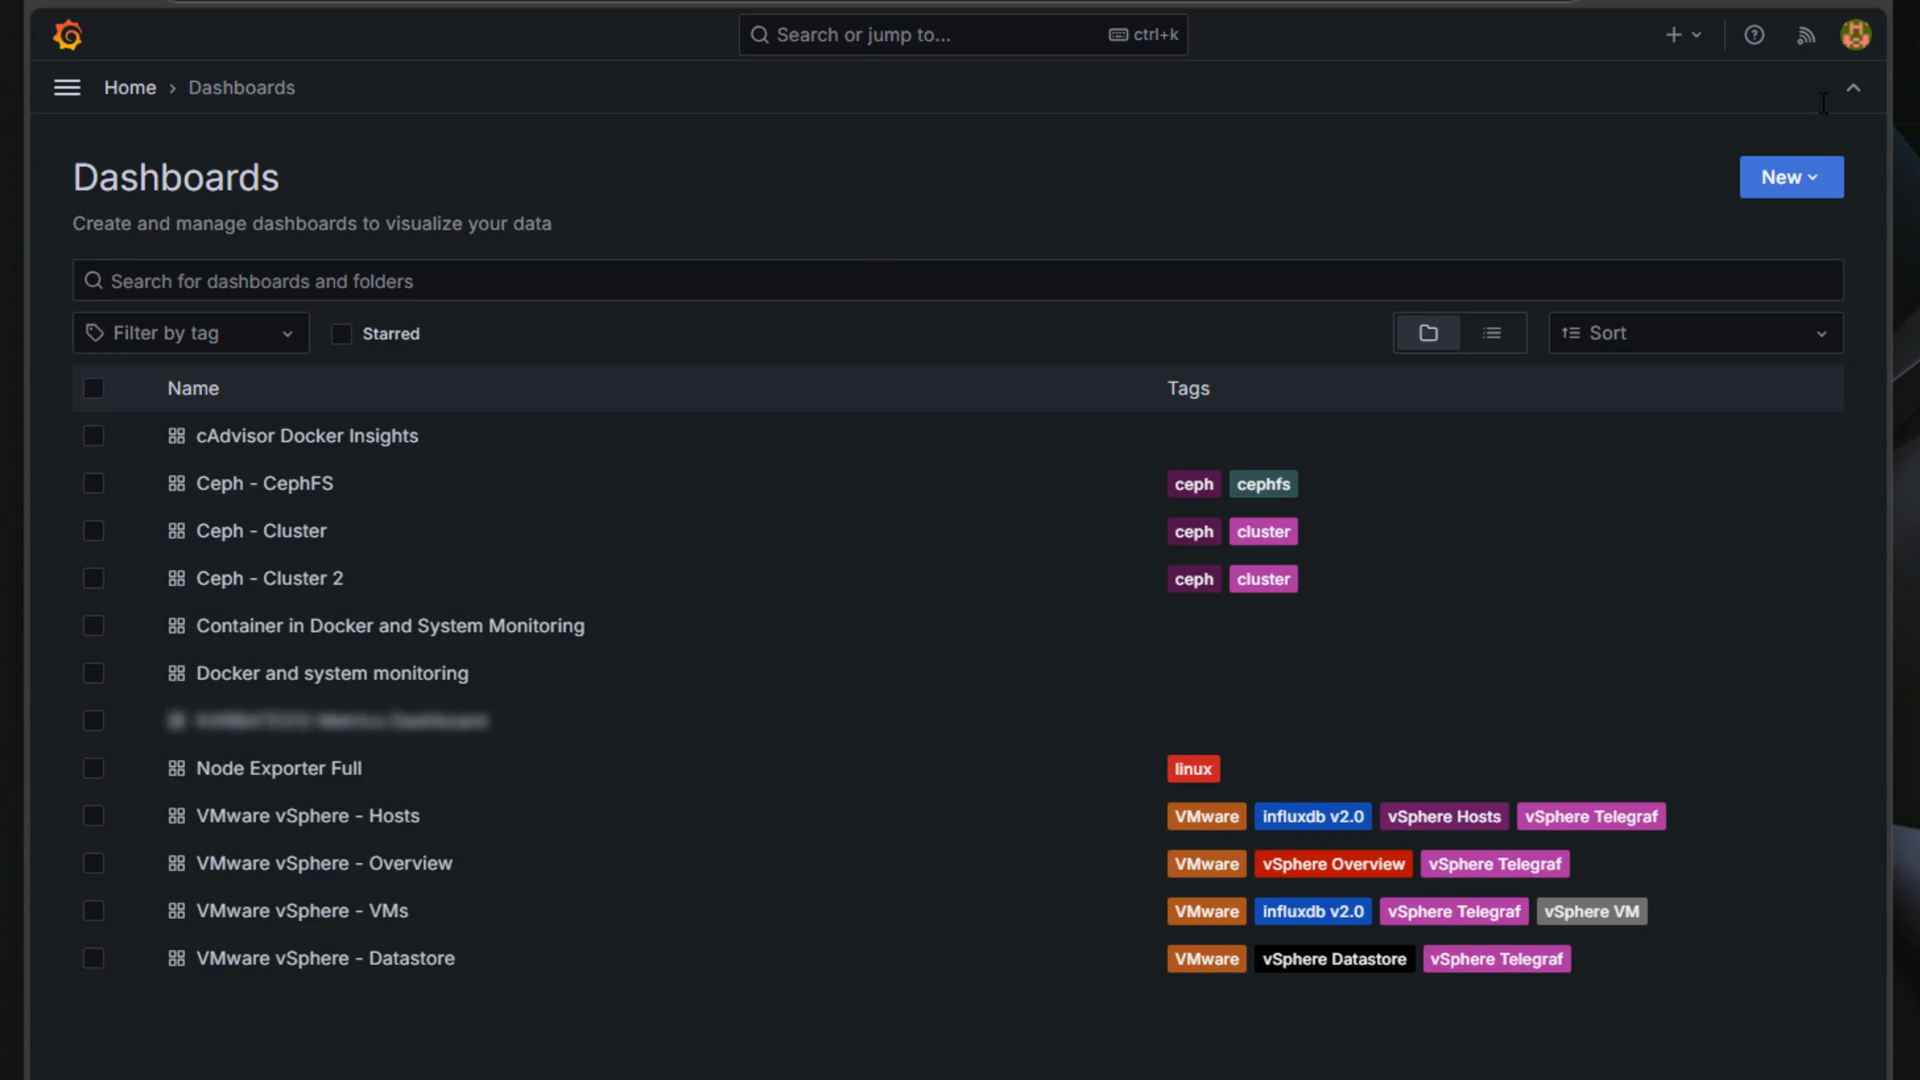 Search or jump to... ctrl+k
Home › Dashboards
Dashboards
New
Create and manage dashboards to visualize your data
Search for dashboards and folders
Filter by tag Starred Sort
Name Tags
cAdvisor Docker Insights
Ceph - CephFS ceph cephfs
Ceph - Cluster ceph cluster
Ceph - Cluster 2 ceph cluster
Container in Docker and System Monitoring
Docker and system monitoring
Metrics Dashboard
Node Exporter Full linux
VMware vSphere - Hosts VMware influxdb v2.0 vSphere Hosts vSphere Telegraf
VMware vSphere - Overview VMware vSphere Overview vSphere Telegraf
VMware vSphere - VMs VMware influxdb v2.0 vSphere Telegraf vSphere VM
VMware vSphere - Datastore VMware vSphere Datastore vSphere Telegraf